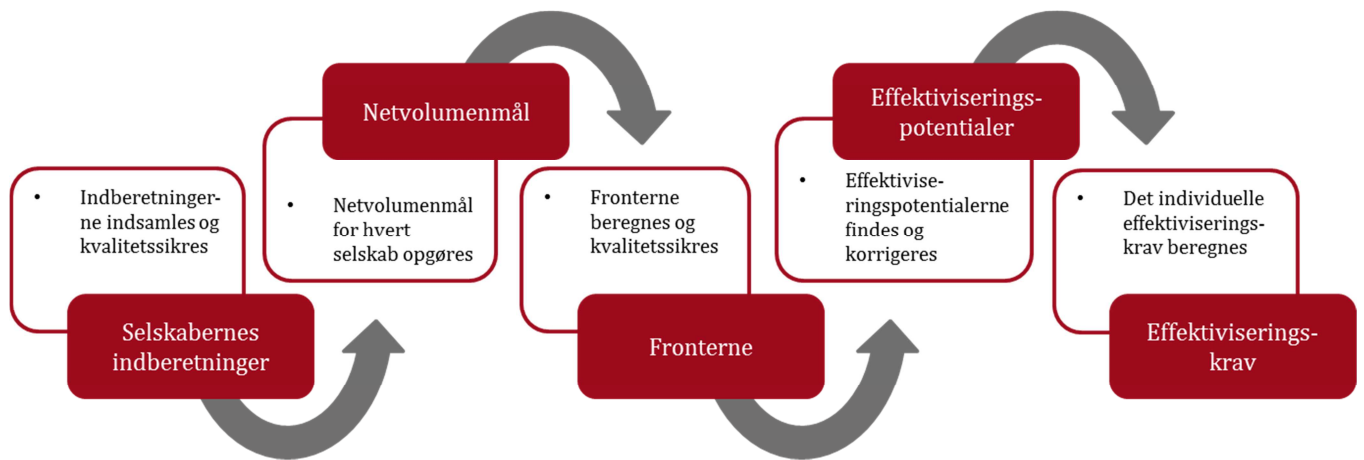 • Indberetninger-
ne indsamles og
kvalitetssikres
Selskabernes
indberetninger
Netvolumenmål
• Netvolumenmål
for hvert
selskab opgøres
• Fronterne
beregnes og
kvalitetssikres
Fronterne
Effektiviserings-
potentialer
• Effektivise-
ringspotentialerne
findes og
korrigeres
• Det individuelle
effektiviserings-
krav beregnes
Effektiviserings-
krav